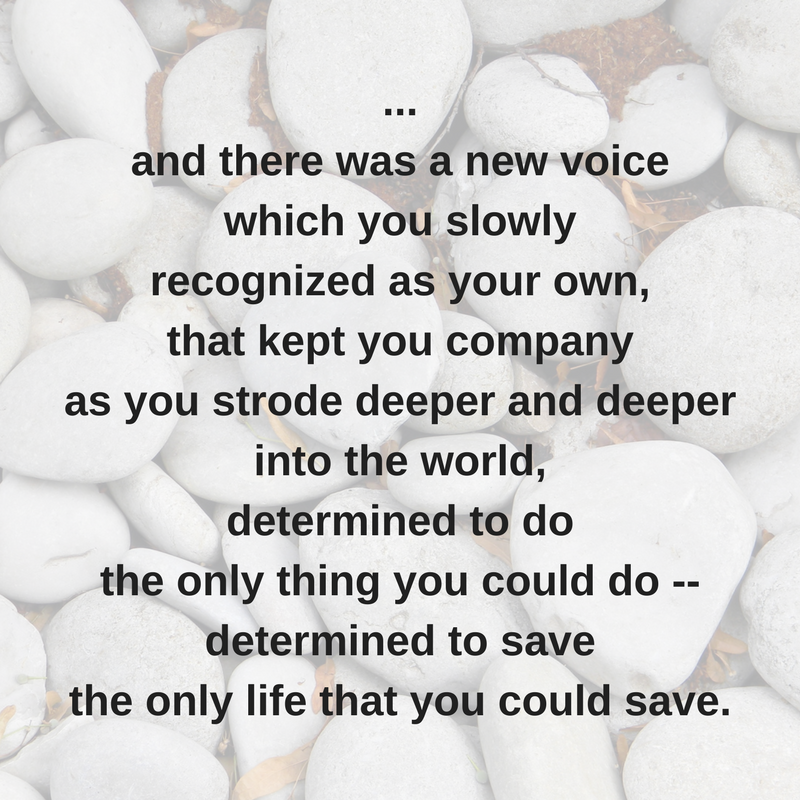 ...
and there was a new voice
which you slowly
recognized as your own,
that kept you company
as you strode deeper and deeper
into the world,
determined to do
the only thing you could do --
determined to save
the only life that you could save.